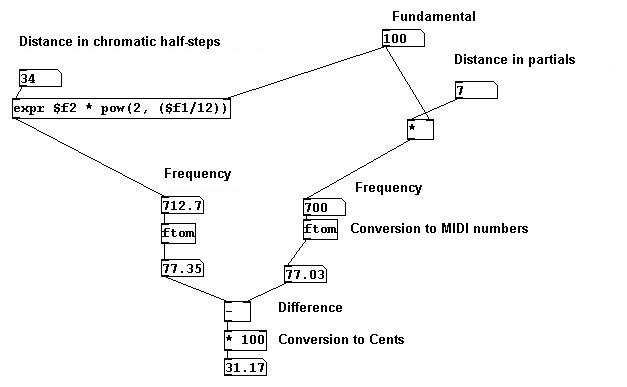 Fundamental
Distance in chromatic half-steps
100
Distance in partials
34
7
expr $f2 * pow(2, ($f1/12))
*
Frequency
Frequency
712.7
700
ftom
ftom
Conversion to MIDI numbers
77.35
77.03
-
Difference
* 100
Conversion to Cents
31.17